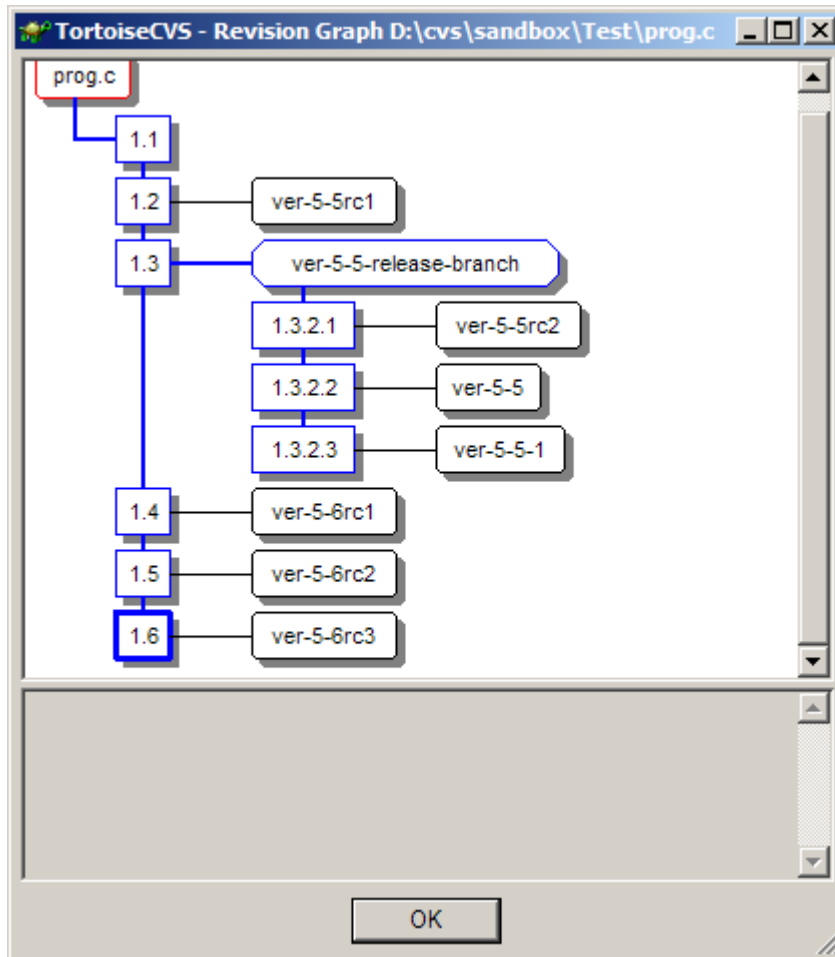 TortoiseCVS - Revision Graph D:\cvs\sandbox\Test\prog.c
prog.c
1.1
1.2 ver-5-5rc1
1.3 ver-5-5-release-branch
1.3.2.1 ver-5-5rc2
1.3.2.2 ver-5-5
1.3.2.3 ver-5-5-1
1.4 ver-5-6rc1
1.5 ver-5-6rc2
1.6 ver-5-6rc3
OK